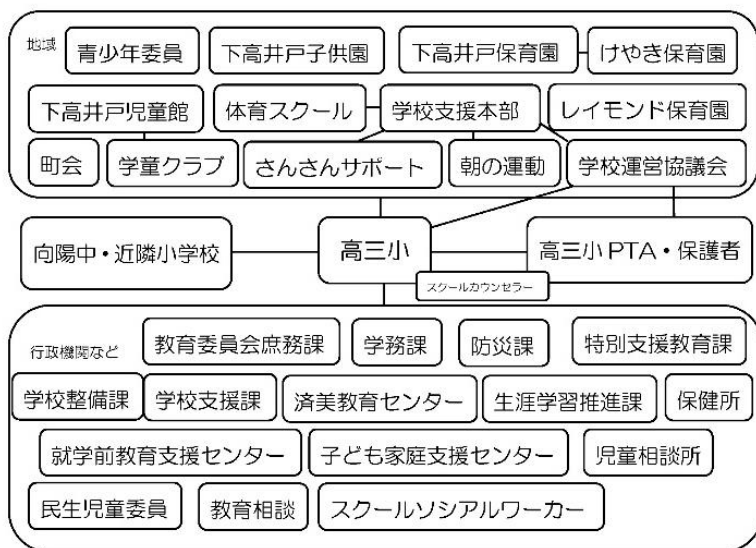 地域
青少年委員 下高井戸子供園 下高井戸保育園 けやき保育園
下高井戸児童館 体育スクール 学校支援本部 レイモンド保育園
町会 学童クラブ さんさんサポート 朝の運動 学校運営協議会
向陽中・近隣小学校 高三小 高三小PTA・保護者
スクールカウンセラー
行政機関など
教育委員会庶務課 学務課 防災課 特別支援教育課
学校整備課 学校支援課 済美教育センター 生涯学習推進課 保健所
就学前教育支援センター 子ども家庭支援センター 児童相談所
民生児童委員 教育相談 スクールソシアルワーカー